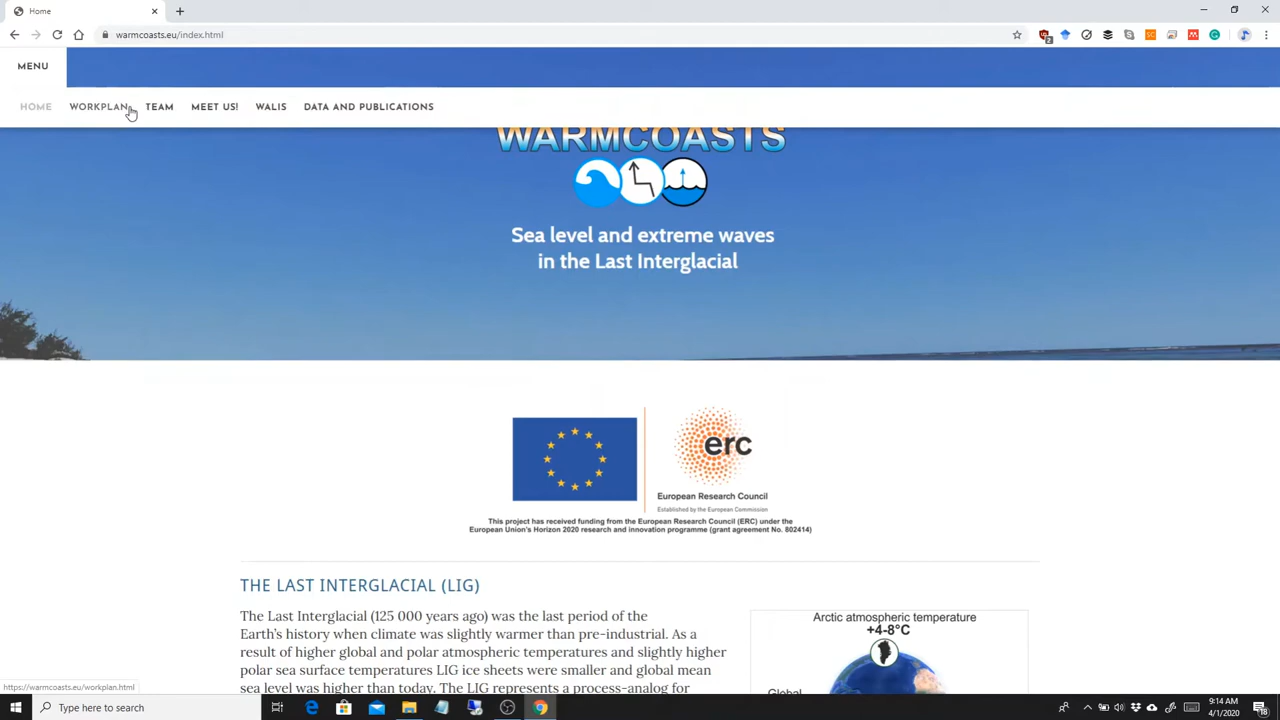 Home
warmcoasts.eu/index.html
MENU
HOME WORKPLAN TEAM MEET US! WALIS DATA AND PUBLICATIONS
WARMCOASTS
Sea level and extreme waves
in the Last Interglacial
erc
European Research Council
Established by the European Commission
This project has received funding from the European Research Council (ERC) under the
European Union's Horizon 2020 research and innovation programme (grant agreement No. 802414)
THE LAST INTERGLACIAL (LIG)
The Last Interglacial (125 000 years ago) was the last period of the
Earth's history when climate was slightly warmer than pre-industrial. As a
result of higher global and polar atmospheric temperatures and slightly higher
polar sea surface temperatures LIG ice sheets were smaller and global mean
sea level was higher than today. The LIG represents a process-analog for
Arctic atmospheric temperature
+4-8°C
Global
https://warmcoasts.eu/workplan.html
Type here to search
9:14 AM
4/1/2020